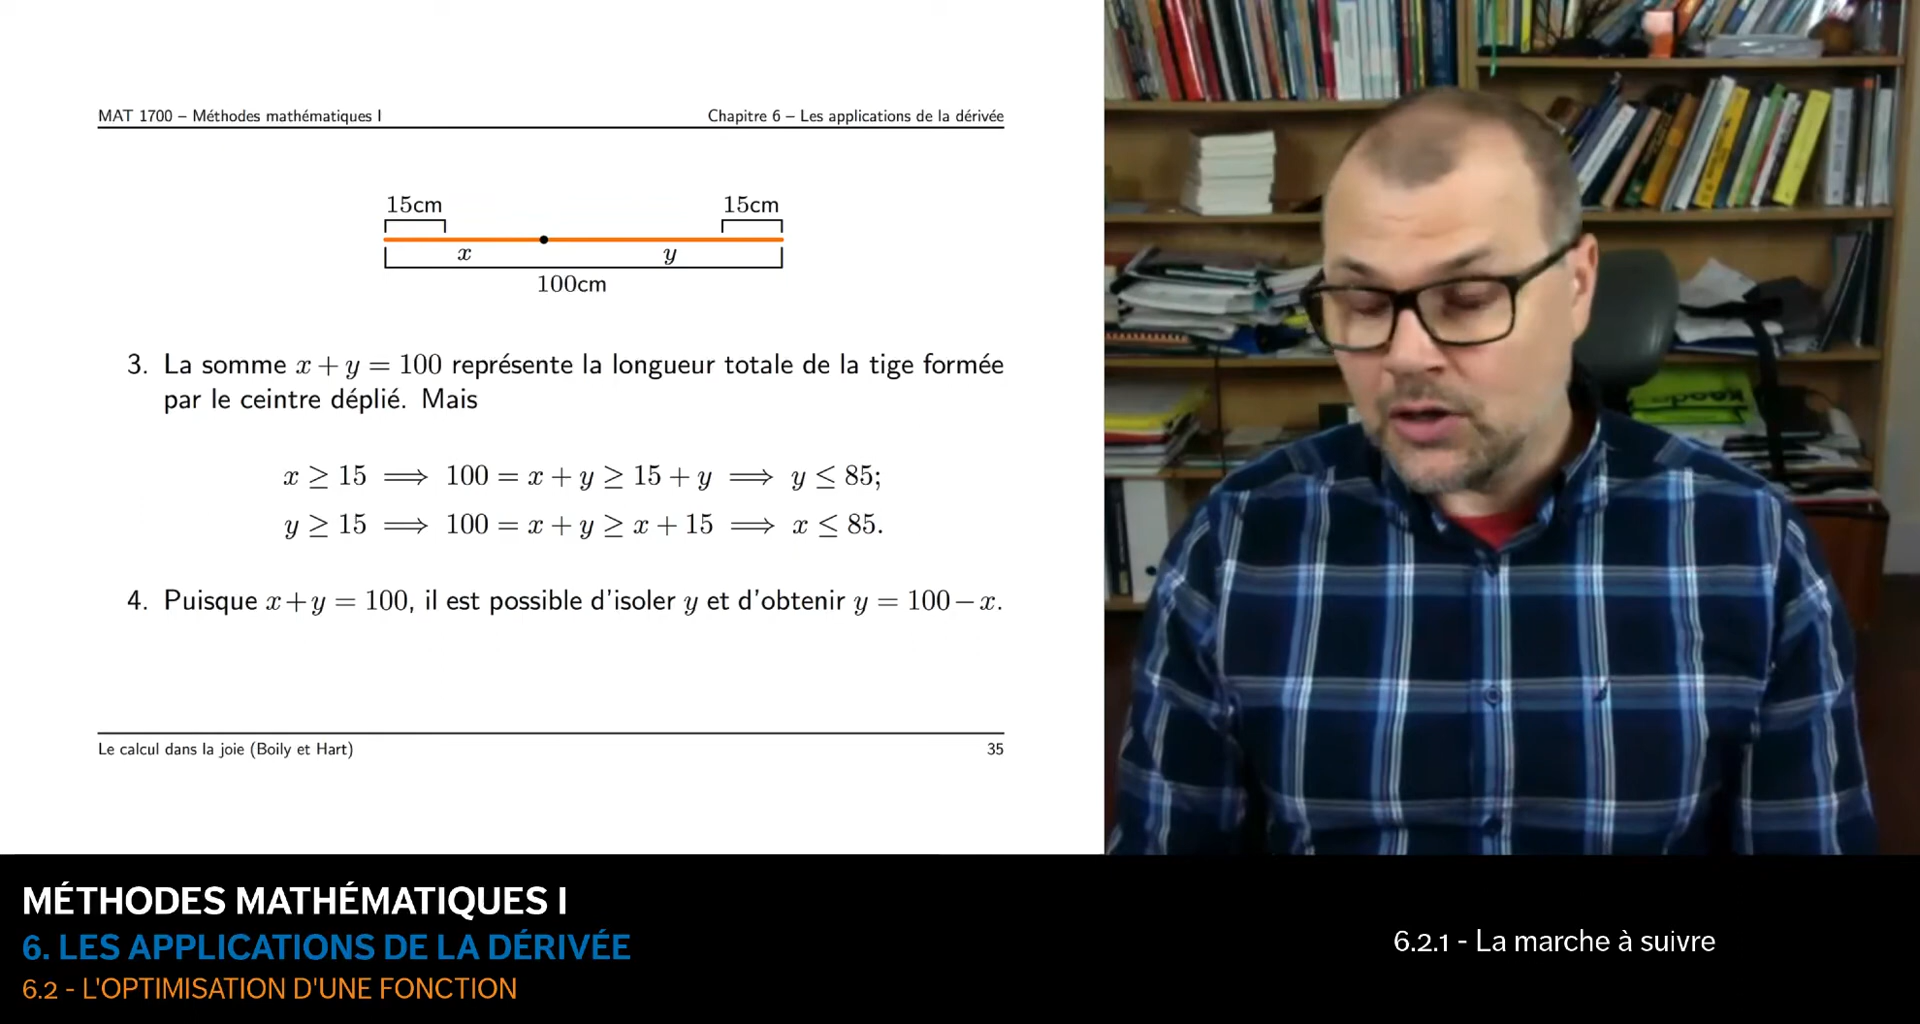 MAT 1700 – Méthodes mathématiques I
Chapitre 6 – Les applications de la dérivée
15cm
15cm
x
y
100cm
3. La somme x + y = 100 représente la longueur totale de la tige formée
par le ceintre déplié. Mais
x ≥ 15 ⟹ 100 = x + y ≥ 15 + y ⟹ y ≤ 85;
y ≥ 15 ⟹ 100 = x + y ≥ x + 15 ⟹ x ≤ 85.
4. Puisque x + y = 100, il est possible d'isoler y et d'obtenir y = 100 − x.
Le calcul dans la joie (Boily et Hart)
35
MÉTHODES MATHÉMATIQUES I
6. LES APPLICATIONS DE LA DÉRIVÉE
6.2 - L'OPTIMISATION D'UNE FONCTION
6.2.1 - La marche à suivre